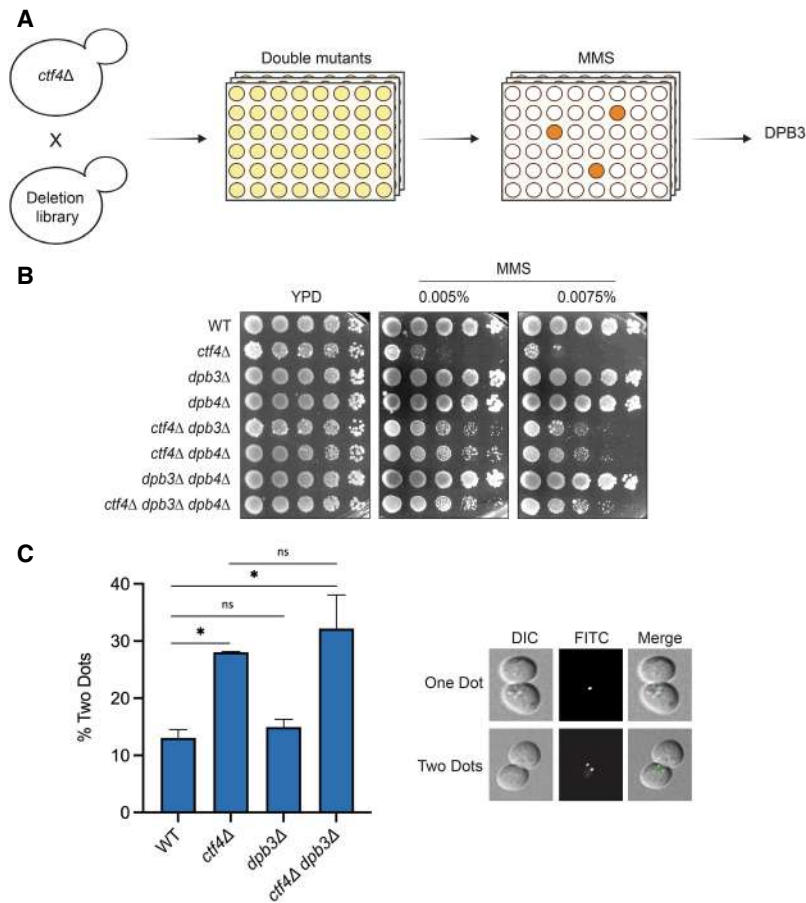 A
ctf4Δ
X
Deletion
library
Double mutants
MMS
DPB3
B
MMS
YPD
0.005%
0.0075%
WT
ctf4Δ
dpb3Δ
dpb4Δ
ctf4Δ dpb3Δ
ctf4Δ dpb4Δ
dpb3Δ dpb4Δ
ctf4Δ dpb3Δ dpb4Δ
C
% Two Dots
40
30
20
10
0
ns
*
ns
*
WT
ctf4Δ
dpb3Δ
ctf4Δ dpb3Δ
DIC
FITC
Merge
One Dot
Two Dots